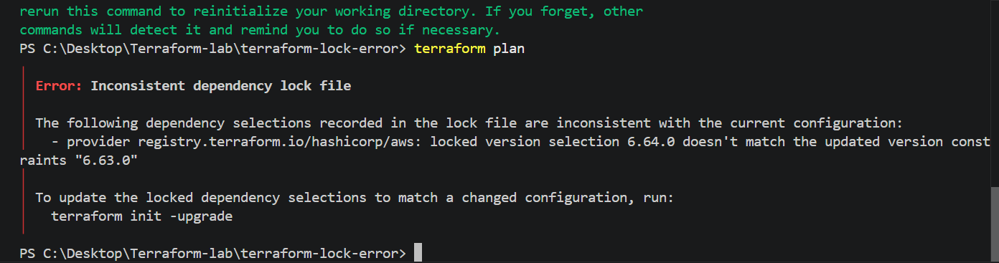 rerun this command to reinitialize your working directory. If you forget, other
commands will detect it and remind you to do so if necessary.
PS C:\Desktop\Terraform-lab\terraform-lock-error> terraform plan
Error: Inconsistent dependency lock file
The following dependency selections recorded in the lock file are inconsistent with the current configuration:
- provider registry.terraform.io/hashicorp/aws: locked version selection 6.64.0 doesn't match the updated version const
raints "6.63.0"
To update the locked dependency selections to match a changed configuration, run:
terraform init -upgrade
PS C:\Desktop\Terraform-lab\terraform-lock-error>